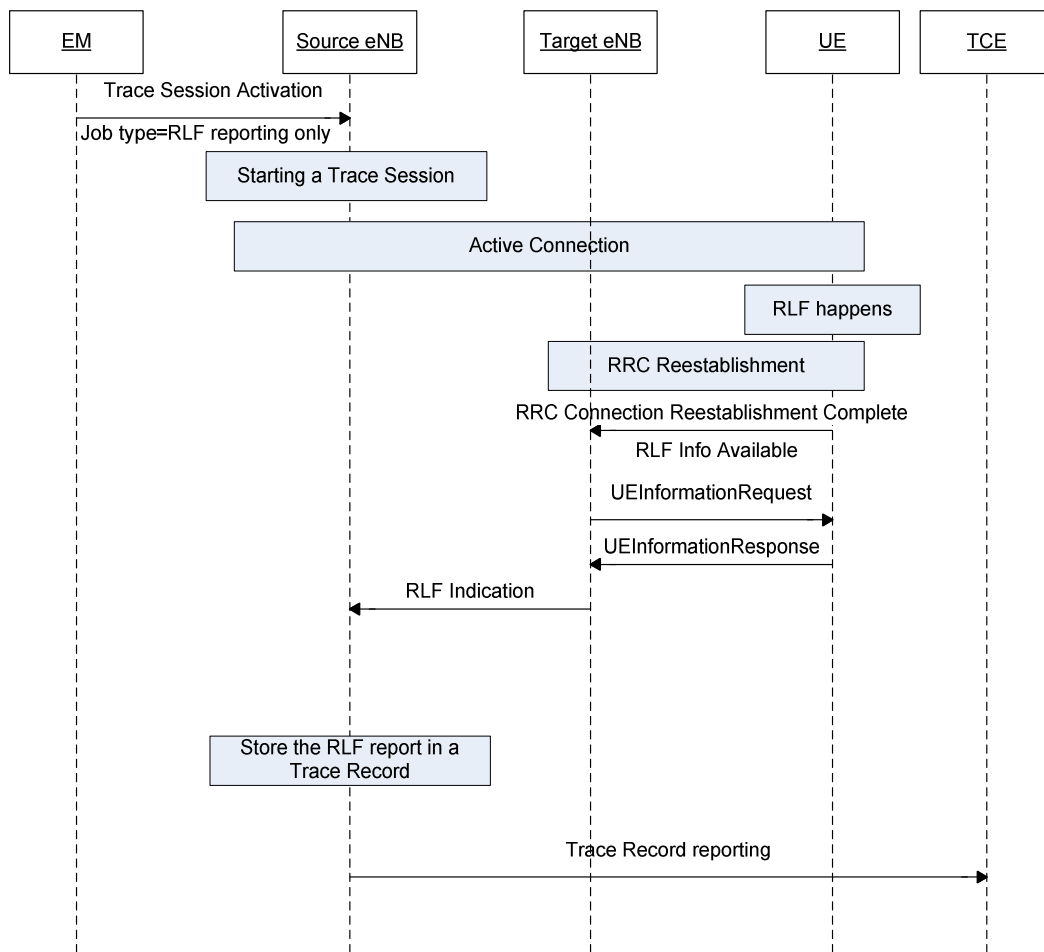 EM
Source eNB
Target eNB
UE
TCE
Trace Session Activation
Job type=RLF reporting only
Starting a Trace Session
Active Connection
RLF happens
RRC Reestablishment
RRC Connection Reestablishment Complete
RLF Info Available
UEInformationRequest
UEInformationResponse
RLF Indication
Store the RLF report in a
Trace Record
Trace Record reporting